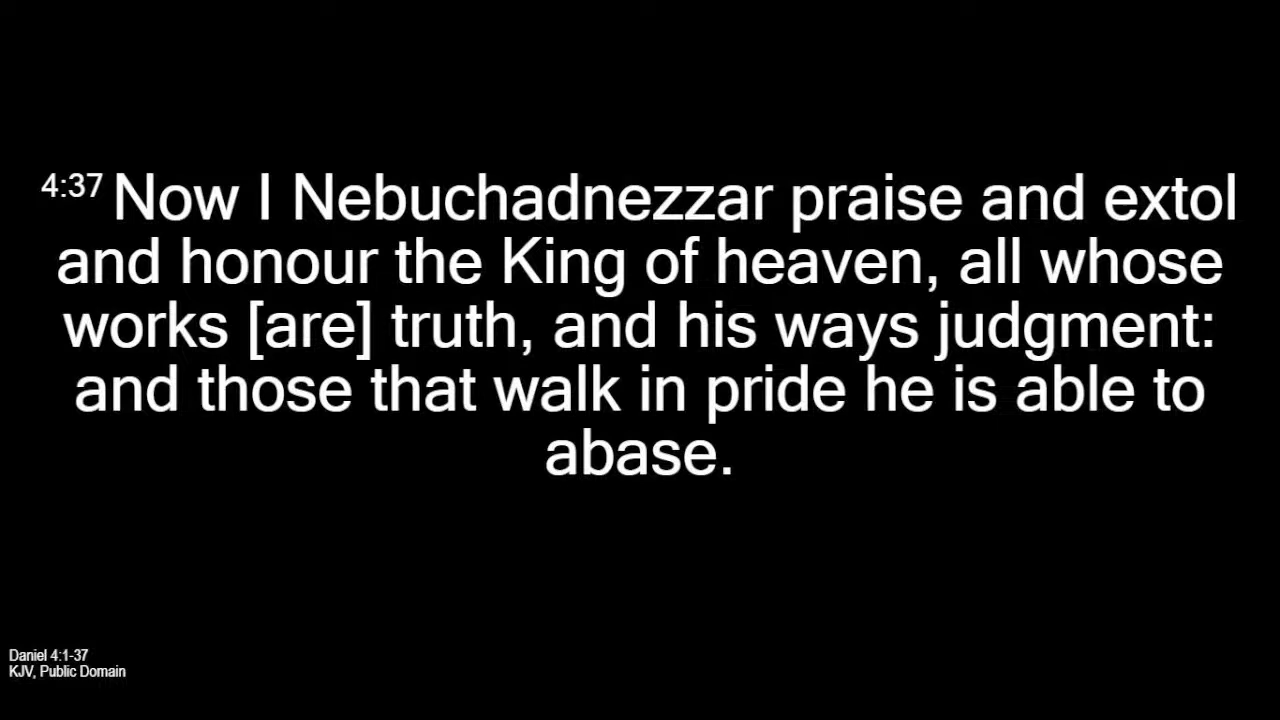 4:37 Now I Nebuchadnezzar praise and extol
and honour the King of heaven, all whose
works [are] truth, and his ways judgment:
and those that walk in pride he is able to
abase.
Daniel 4:1-37
KJV, Public Domain